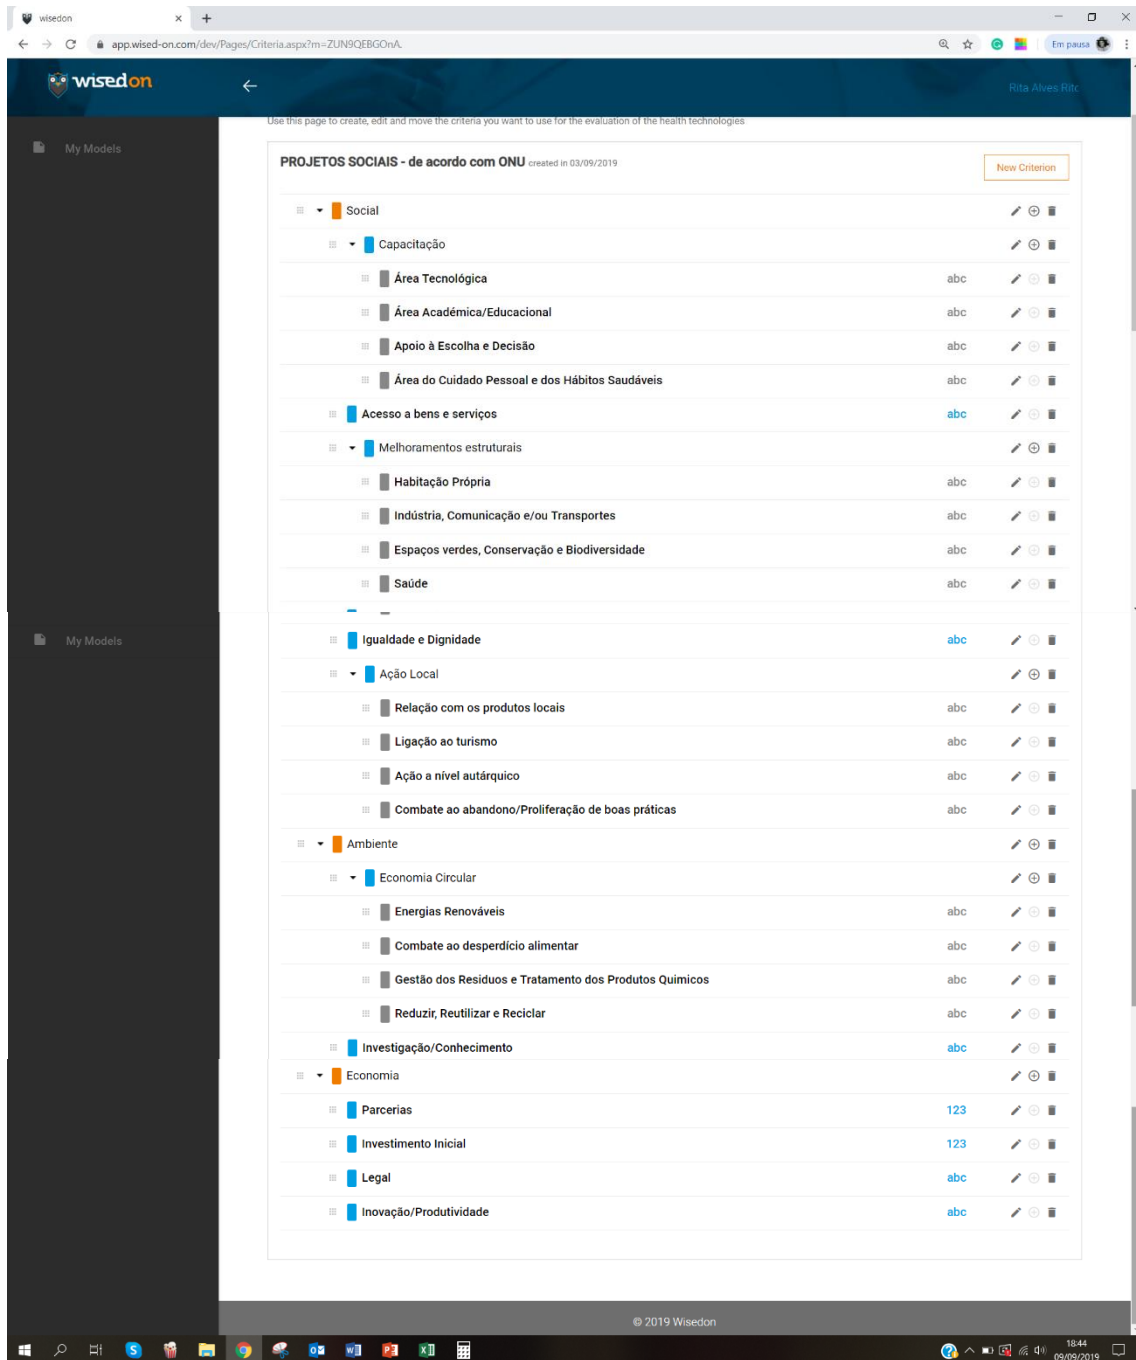 wisedon
app.wised-on.com/dev/Pages/Criteria.aspx?m=ZUN9QEBGOnA.
Em pausa
wisedon
Rita Alves Ritc
My Models
Use this page to create, edit and move the criteria you want to use for the evaluation of the health technologies
PROJETOS SOCIAIS - de acordo com ONU created in 03/09/2019
New Criterion
Social
Capacitação
Área Tecnológica abc
Área Académica/Educacional abc
Apoio à Escolha e Decisão abc
Área do Cuidado Pessoal e dos Hábitos Saudáveis abc
Acesso a bens e serviços abc
Melhoramentos estruturais
Habitação Própria abc
Indústria, Comunicação e/ou Transportes abc
Espaços verdes, Conservação e Biodiversidade abc
Saúde abc
My Models
Igualdade e Dignidade abc
Ação Local
Relação com os produtos locais abc
Ligação ao turismo abc
Ação a nível autárquico abc
Combate ao abandono/Proliferação de boas práticas abc
Ambiente
Economia Circular
Energias Renováveis abc
Combate ao desperdício alimentar abc
Gestão dos Residuos e Tratamento dos Produtos Quimicos abc
Reduzir, Reutilizar e Reciclar abc
Investigação/Conhecimento abc
Economia
Parcerias 123
Investimento Inicial 123
Legal abc
Inovação/Produtividade abc
© 2019 Wisedon
18:44
09/09/2019